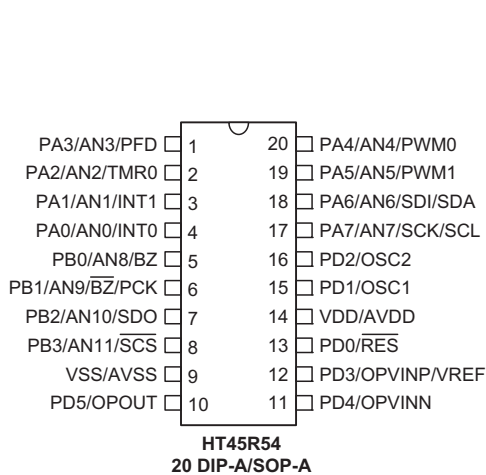 PA3/AN3/PFD 1 20 PA4/AN4/PWM0
PA2/AN2/TMR0 2 19 PA5/AN5/PWM1
PA1/AN1/INT1 3 18 PA6/AN6/SDI/SDA
PA0/AN0/INT0 4 17 PA7/AN7/SCK/SCL
PB0/AN8/BZ 5 16 PD2/OSC2
PB1/AN9/B̅Z̅/PCK 6 15 PD1/OSC1
PB2/AN10/SDO 7 14 VDD/AVDD
PB3/AN11/S̅C̅S̅ 8 13 PD0/R̅E̅S̅
VSS/AVSS 9 12 PD3/OPVINP/VREF
PD5/OPOUT 10 11 PD4/OPVINN
HT45R54
20 DIP-A/SOP-A